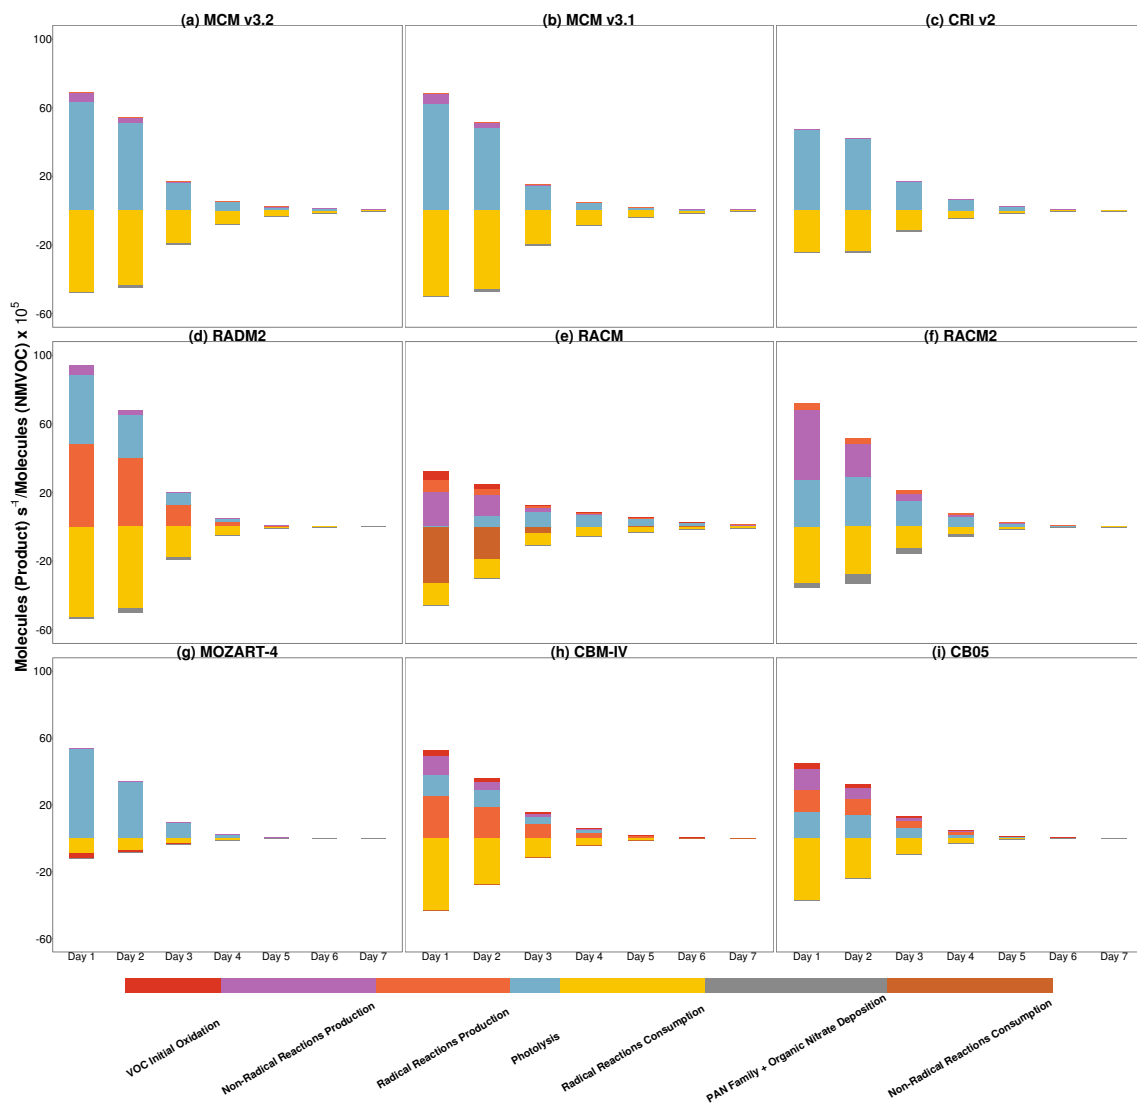 (a) MCM v3.2
(b) MCM v3.1
(c) CRI v2
100
60
20
-20
-60
(d) RADM2
(e) RACM
(f) RACM2
100
60
20
-20
-60
(g) MOZART-4
(h) CBM-IV
(i) CB05
100
60
20
-20
-60
Molecules (Product) s⁻¹/Molecules (NMVOC) x 10⁵
Day 1 Day 2 Day 3 Day 4 Day 5 Day 6 Day 7
Day 1 Day 2 Day 3 Day 4 Day 5 Day 6 Day 7
Day 1 Day 2 Day 3 Day 4 Day 5 Day 6 Day 7
VOC Initial Oxidation
Non-Radical Reactions Production
Radical Reactions Production
Photolysis
Radical Reactions Consumption
PAN Family + Organic Nitrate Deposition
Non-Radical Reactions Consumption